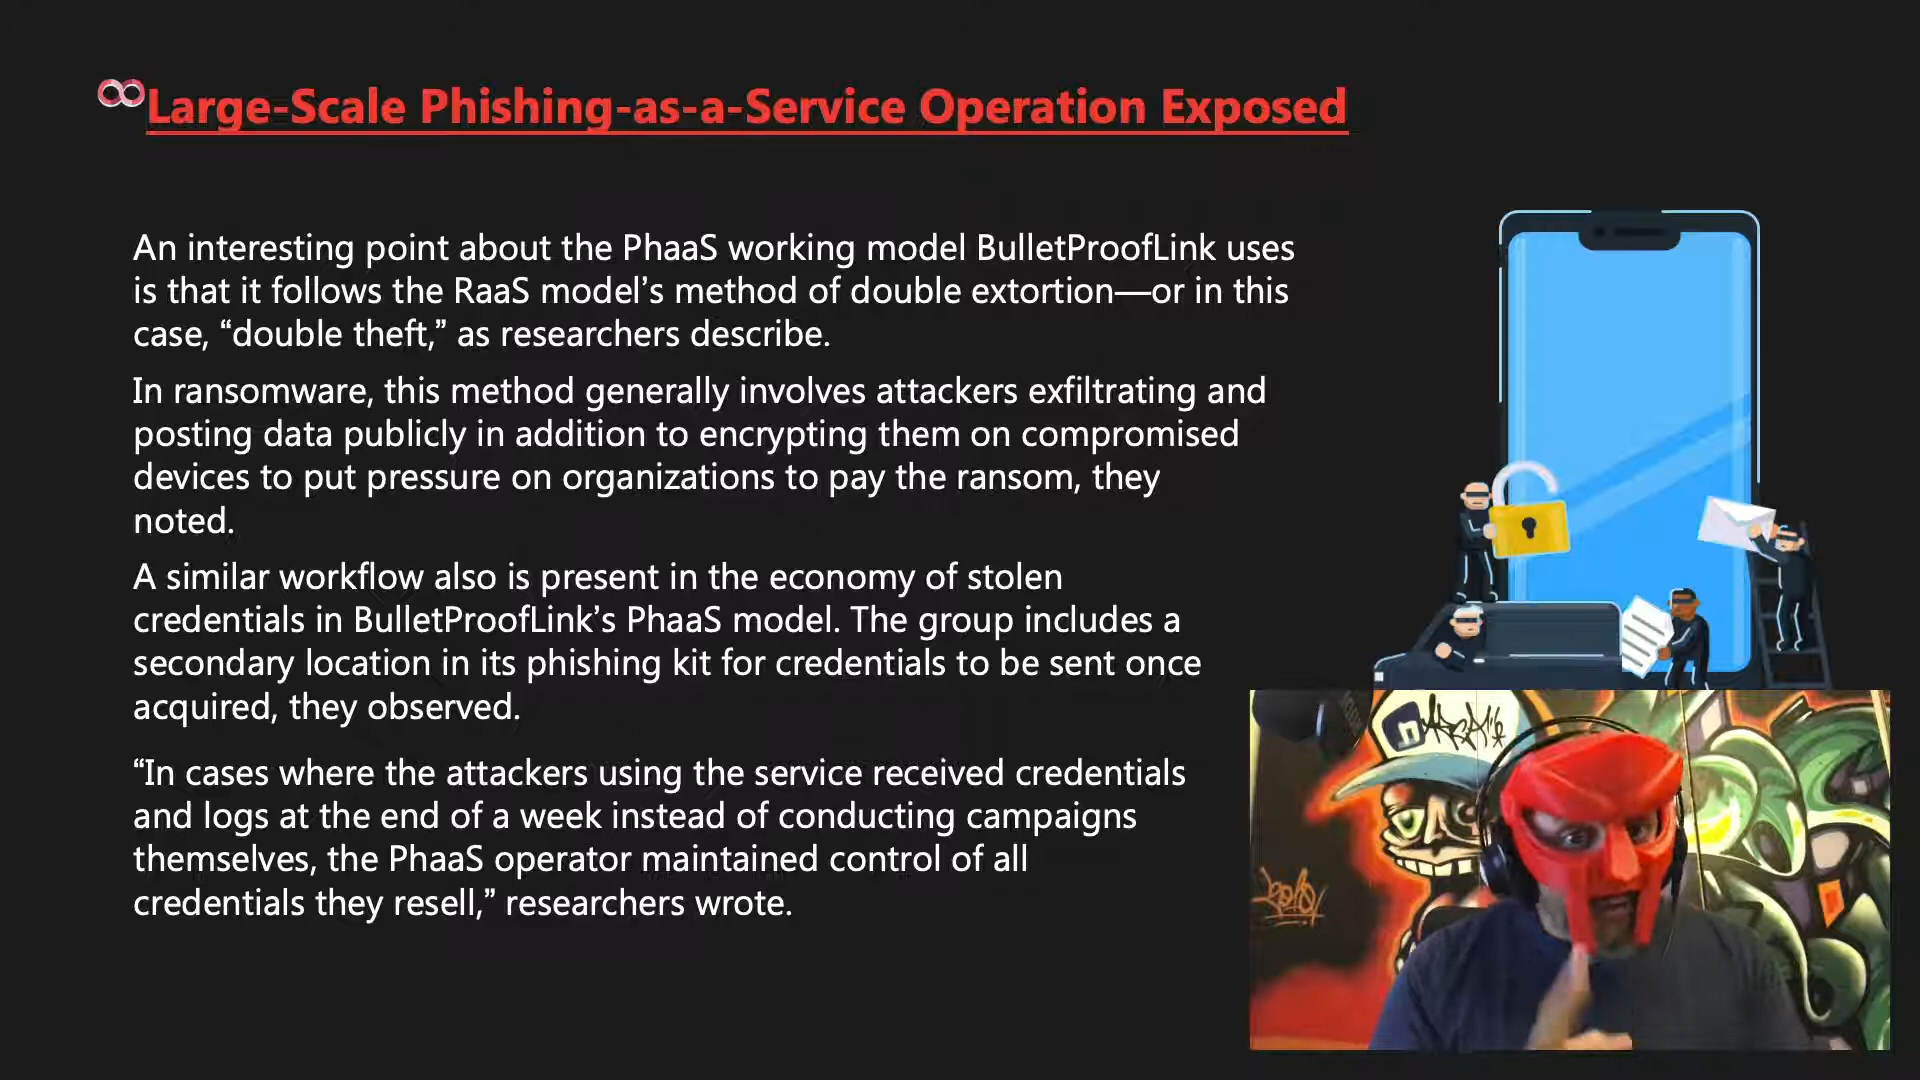 Large-Scale Phishing-as-a-Service Operation Exposed
An interesting point about the PhaaS working model BulletProofLink uses
is that it follows the RaaS model’s method of double extortion—or in this
case, “double theft,” as researchers describe.
In ransomware, this method generally involves attackers exfiltrating and
posting data publicly in addition to encrypting them on compromised
devices to put pressure on organizations to pay the ransom, they
noted.
A similar workflow also is present in the economy of stolen
credentials in BulletProofLink’s PhaaS model. The group includes a
secondary location in its phishing kit for credentials to be sent once
acquired, they observed.
“In cases where the attackers using the service received credentials
and logs at the end of a week instead of conducting campaigns
themselves, the PhaaS operator maintained control of all
credentials they resell,” researchers wrote.